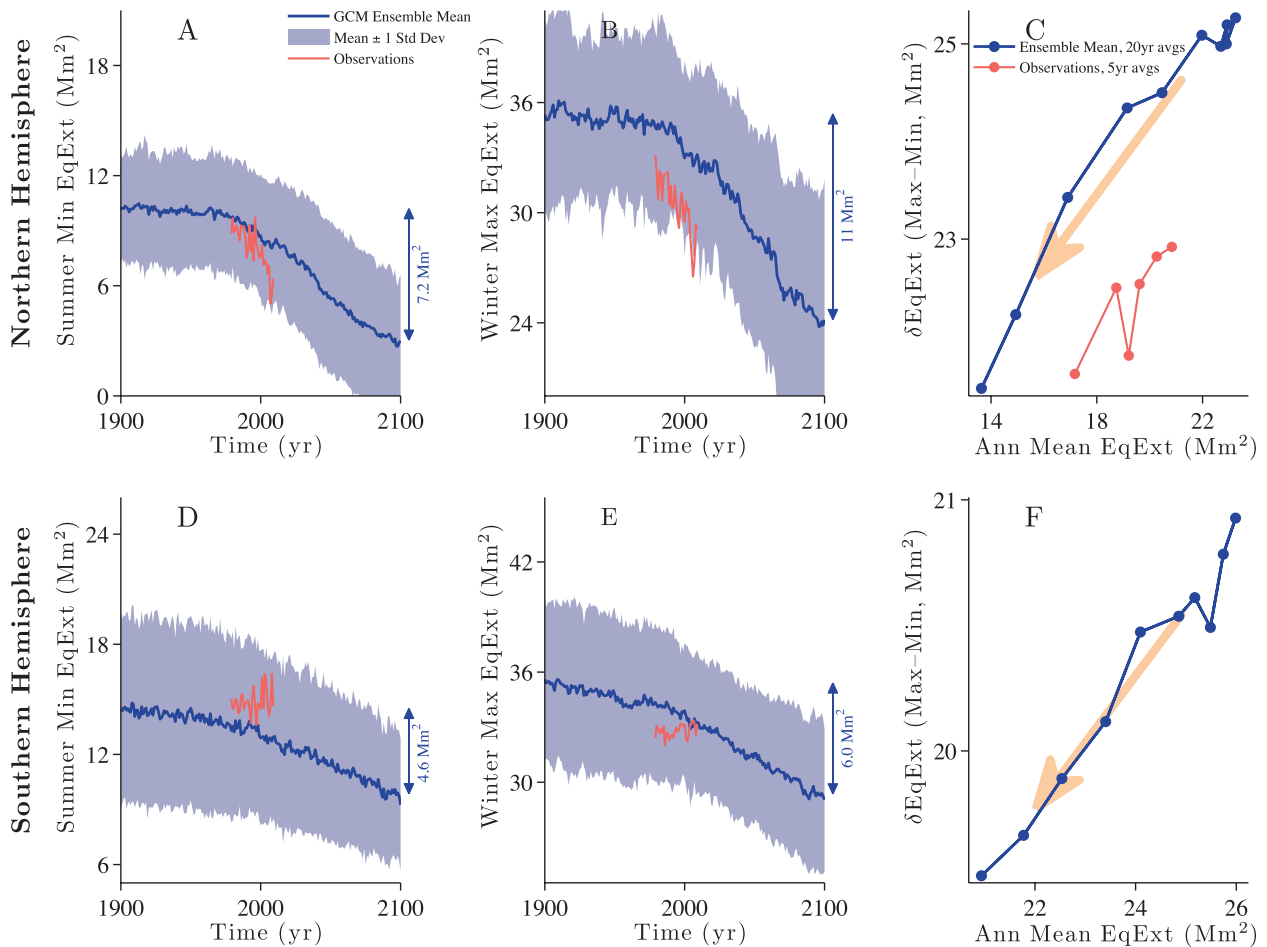 Northern Hemisphere
Summer Min EqExt (Mm²)
A
18
12
6
0
1900
2000
2100
Time (yr)
GCM Ensemble Mean
Mean ± 1 Std Dev
Observations
7.2 Mm²
Winter Max EqExt (Mm²)
B
36
30
24
1900
2000
2100
Time (yr)
11 Mm²
δEqExt (Max–Min, Mm²)
C
25
23
14
18
22
Ann Mean EqExt (Mm²)
Ensemble Mean, 20yr avgs
Observations, 5yr avgs
Southern Hemisphere
Summer Min EqExt (Mm²)
D
24
18
12
6
1900
2000
2100
Time (yr)
4.6 Mm²
Winter Max EqExt (Mm²)
E
42
36
30
1900
2000
2100
Time (yr)
6.0 Mm²
δEqExt (Max–Min, Mm²)
F
21
20
22
24
26
Ann Mean EqExt (Mm²)